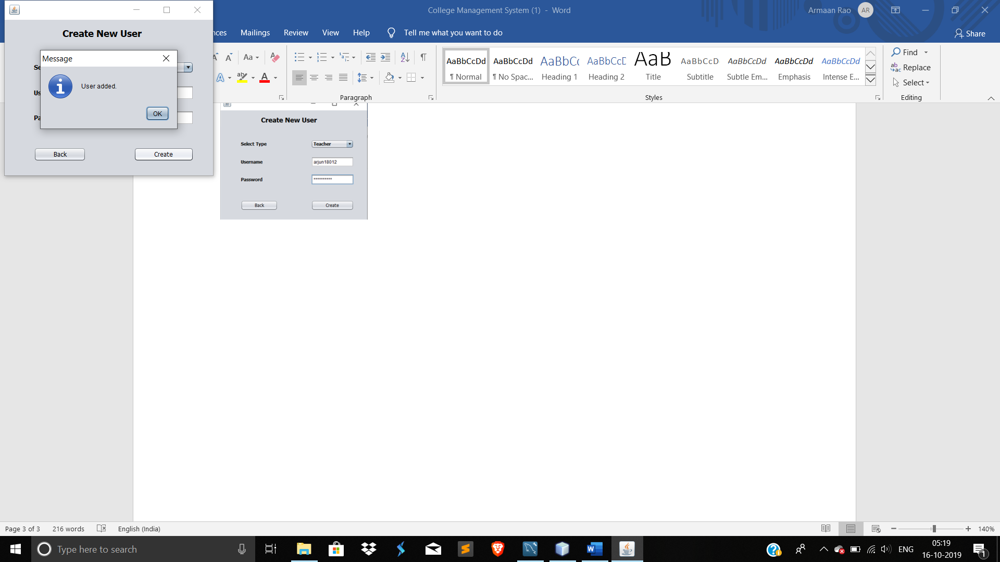 College Management System (1) - Word
Armaan Rao
AR
Create New User
nces
Mailings
Review
View
Help
Tell me what you want to do
Share
Message
User added.
OK
Se
Us
Pa
Back
Create
Aa
A
A
Paragraph
AaBbCcDd
¶ Normal
AaBbCcDd
¶ No Spac...
AaBbCc
Heading 1
AaBbCcC
Heading 2
AaB
Title
AaBbCcD
Subtitle
AaBbCcDd
Subtle Em...
AaBbCcDd
Emphasis
AaBbCcDd
Intense E...
Styles
Find
Replace
Select
Editing
Create New User
Select Type
Teacher
Username
arjun18012
Password
**********
Back
Create
Page 3 of 3
216 words
English (India)
140%
Type here to search
ENG
05:19
16-10-2019
1